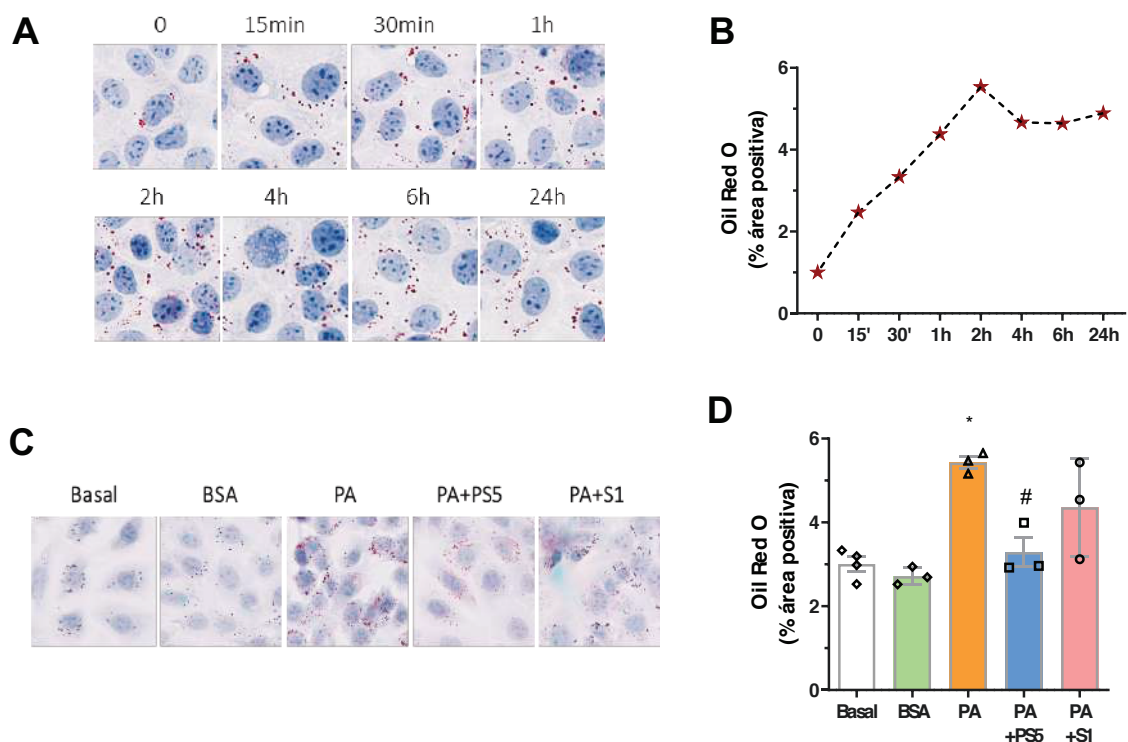 A
0 15min 30min 1h
2h 4h 6h 24h
B
Oil Red O
(% área positiva)
6
4
2
0
0 15' 30' 1h 2h 4h 6h 24h
C
Basal BSA PA PA+PS5 PA+S1
D
Oil Red O
(% área positiva)
6
4
2
0
*
#
Basal BSA PA PA PA
+PS5 +S1